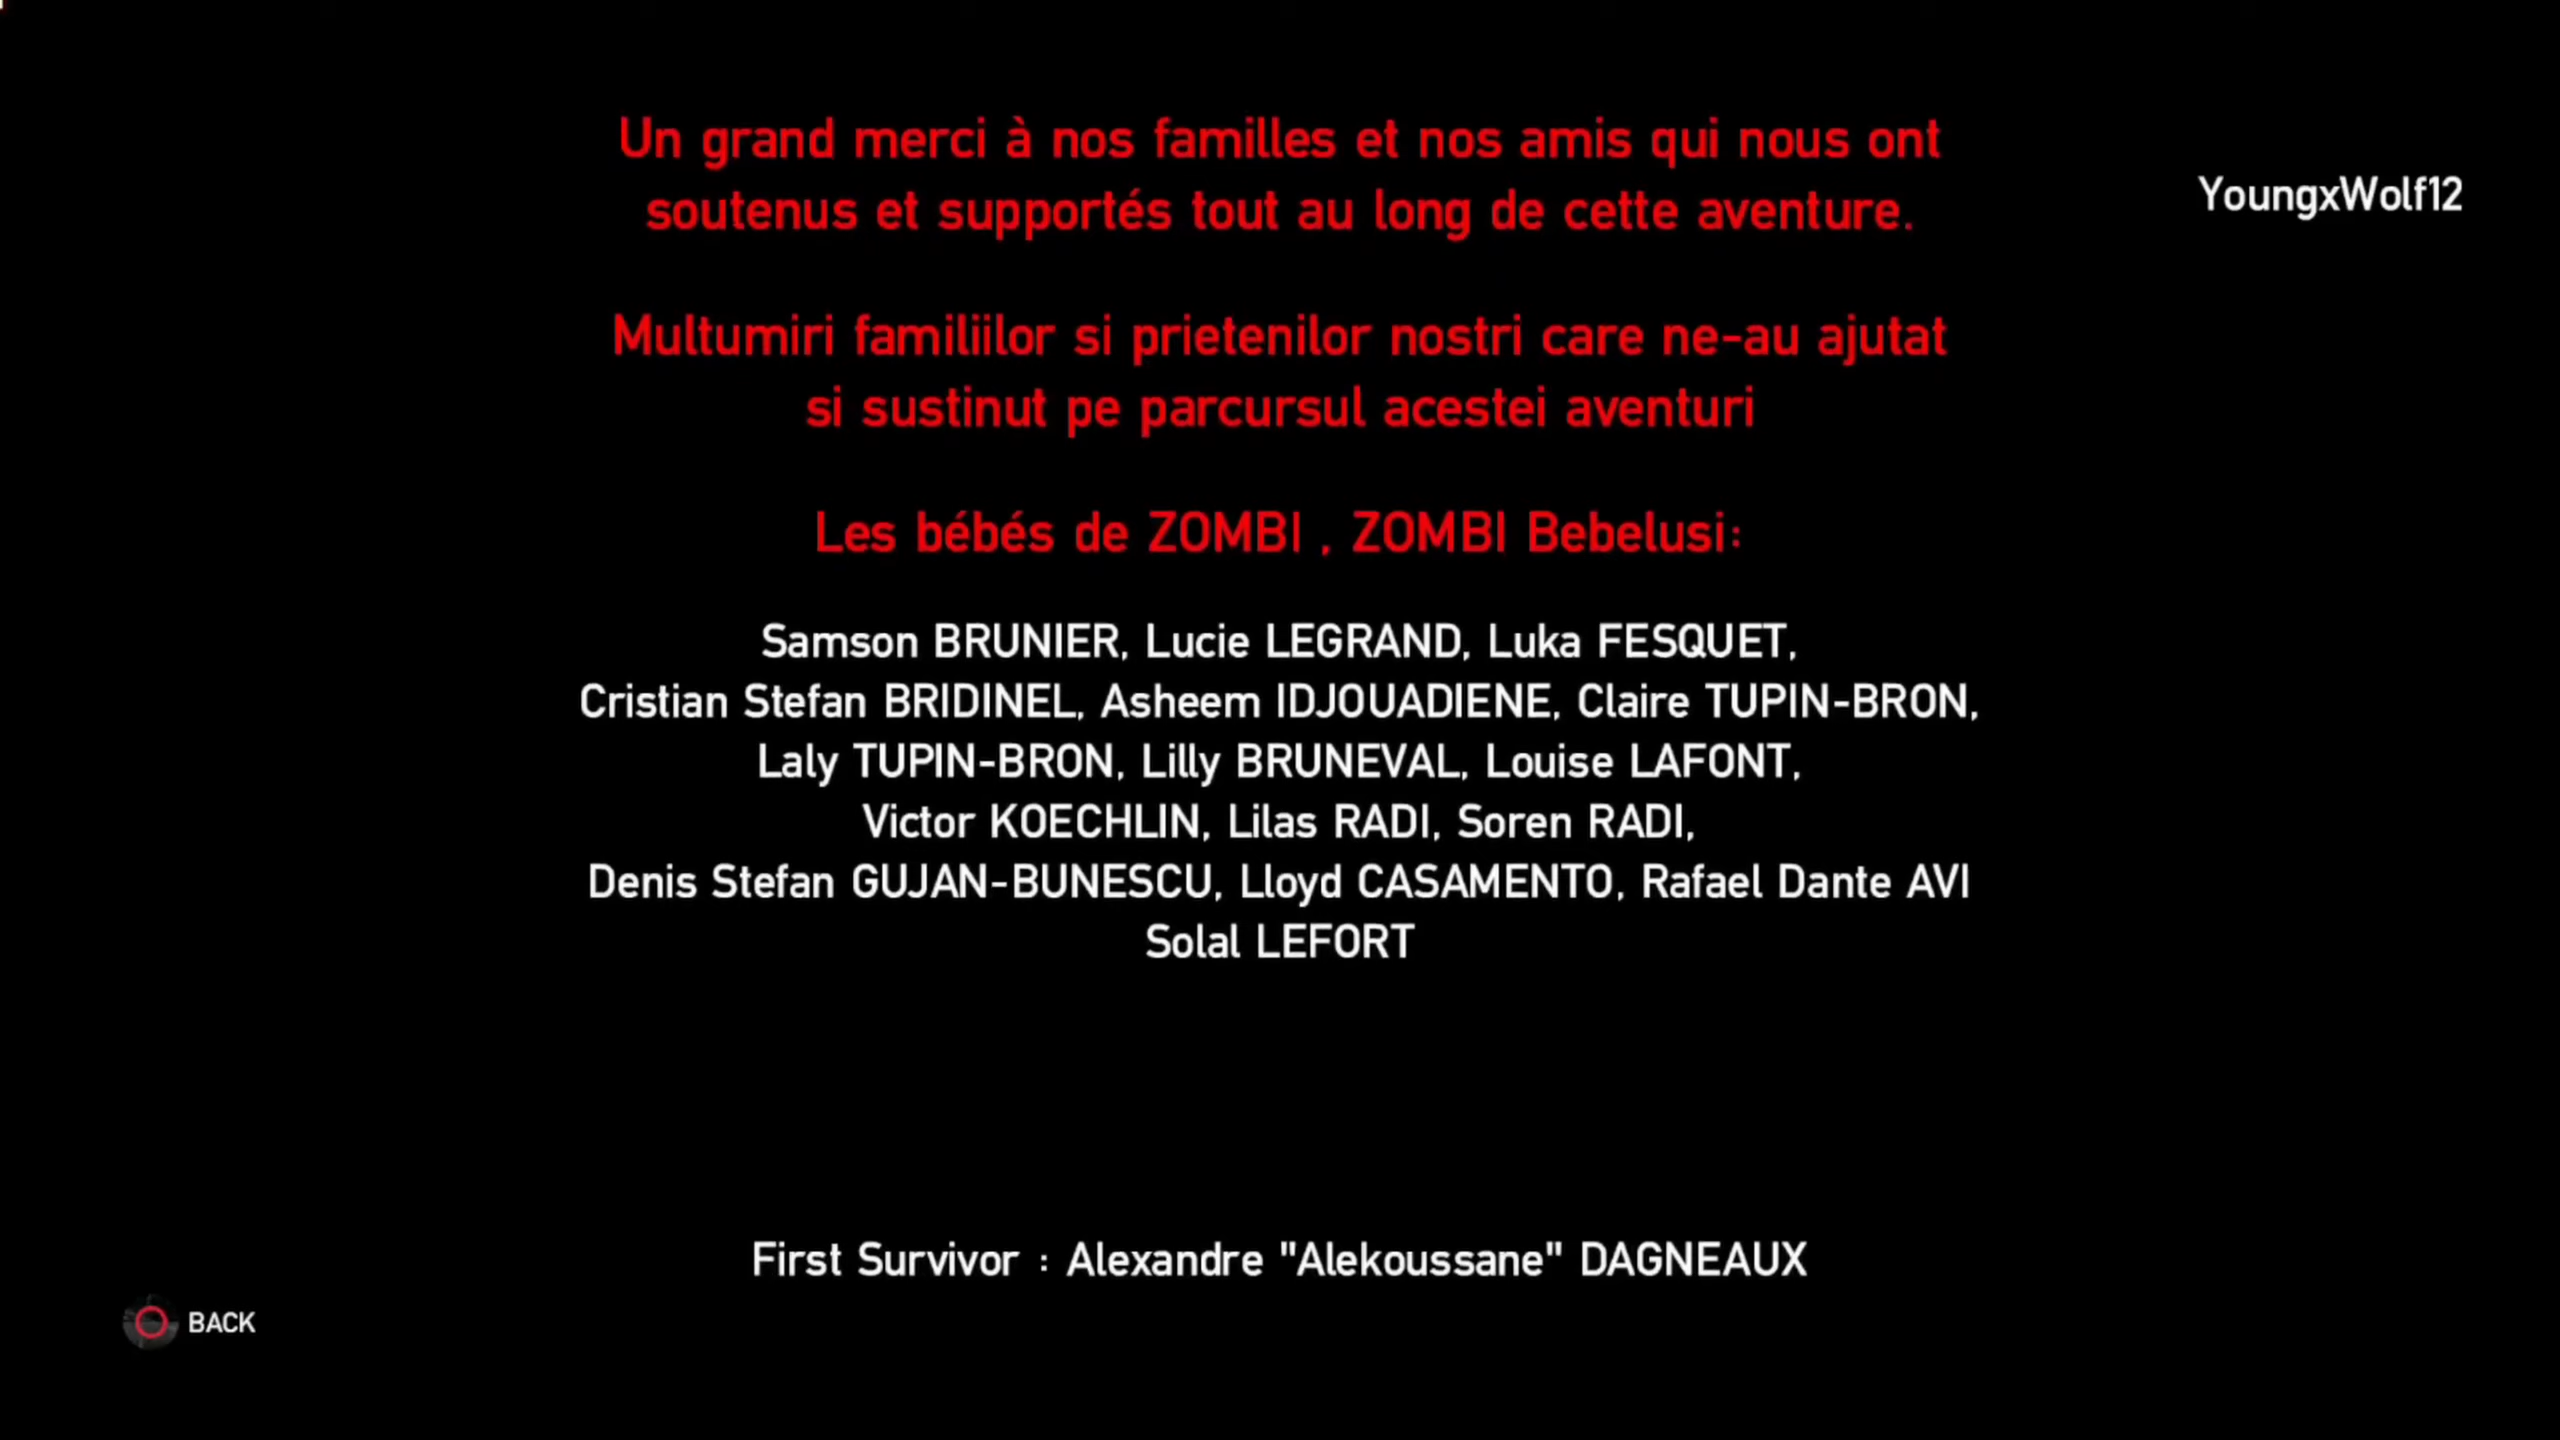 Un grand merci à nos familles et nos amis qui nous ont
soutenus et supportés tout au long de cette aventure.
YoungxWolf12
Multumiri familiilor si prietenilor nostri care ne-au ajutat
si sustinut pe parcursul acestei aventuri
Les bébés de ZOMBI , ZOMBI Bebelusi:
Samson BRUNIER, Lucie LEGRAND, Luka FESQUET,
Cristian Stefan BRIDINEL, Asheem IDJOUADIENE, Claire TUPIN-BRON,
Laly TUPIN-BRON, Lilly BRUNEVAL, Louise LAFONT,
Victor KOECHLIN, Lilas RADI, Soren RADI,
Denis Stefan GUJAN-BUNESCU, Lloyd CASAMENTO, Rafael Dante AVI
Solal LEFORT
First Survivor : Alexandre "Alekoussane" DAGNEAUX
BACK